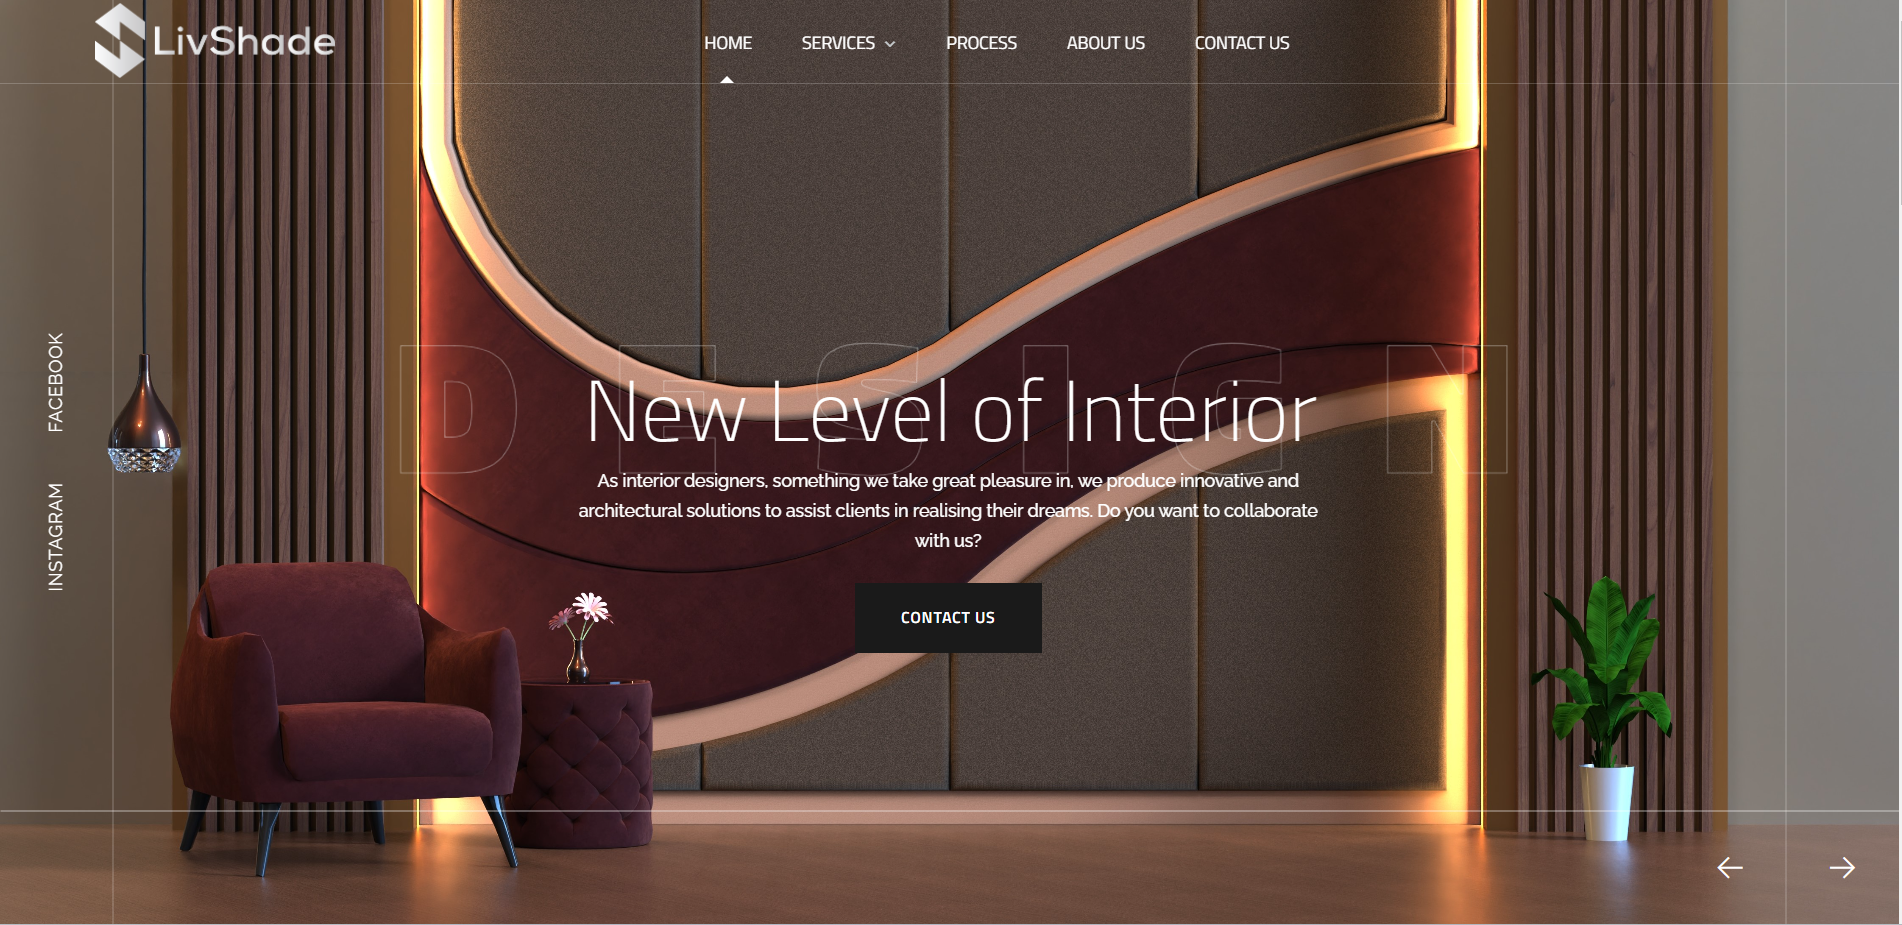 LivShade
HOME
SERVICES
PROCESS
ABOUT US
CONTACT US
FACEBOOK
INSTAGRAM
DESIGN
New Level of Interior
As interior designers, something we take great pleasure in, we produce innovative and
architectural solutions to assist clients in realising their dreams. Do you want to collaborate
with us?
CONTACT US